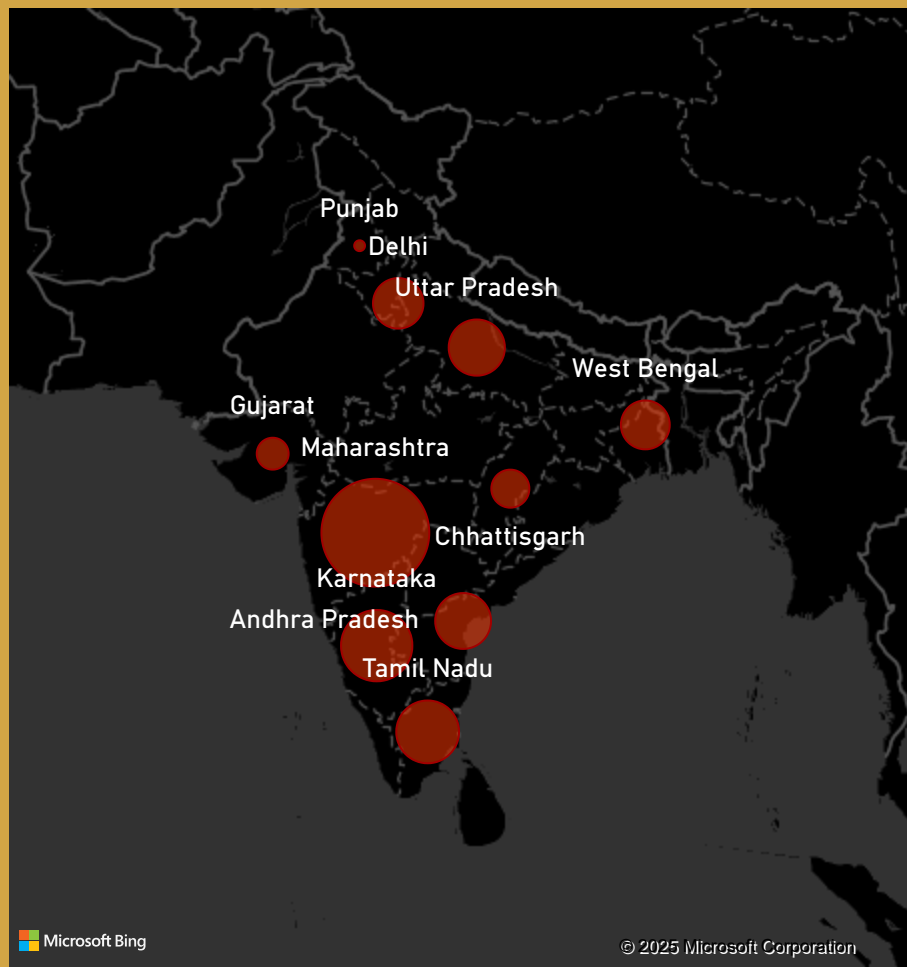 Punjab
Delhi
Uttar Pradesh
West Bengal
Gujarat
Maharashtra
Chhattisgarh
Karnataka
Andhra Pradesh
Tamil Nadu
Microsoft Bing
© 2025 Microsoft Corporation